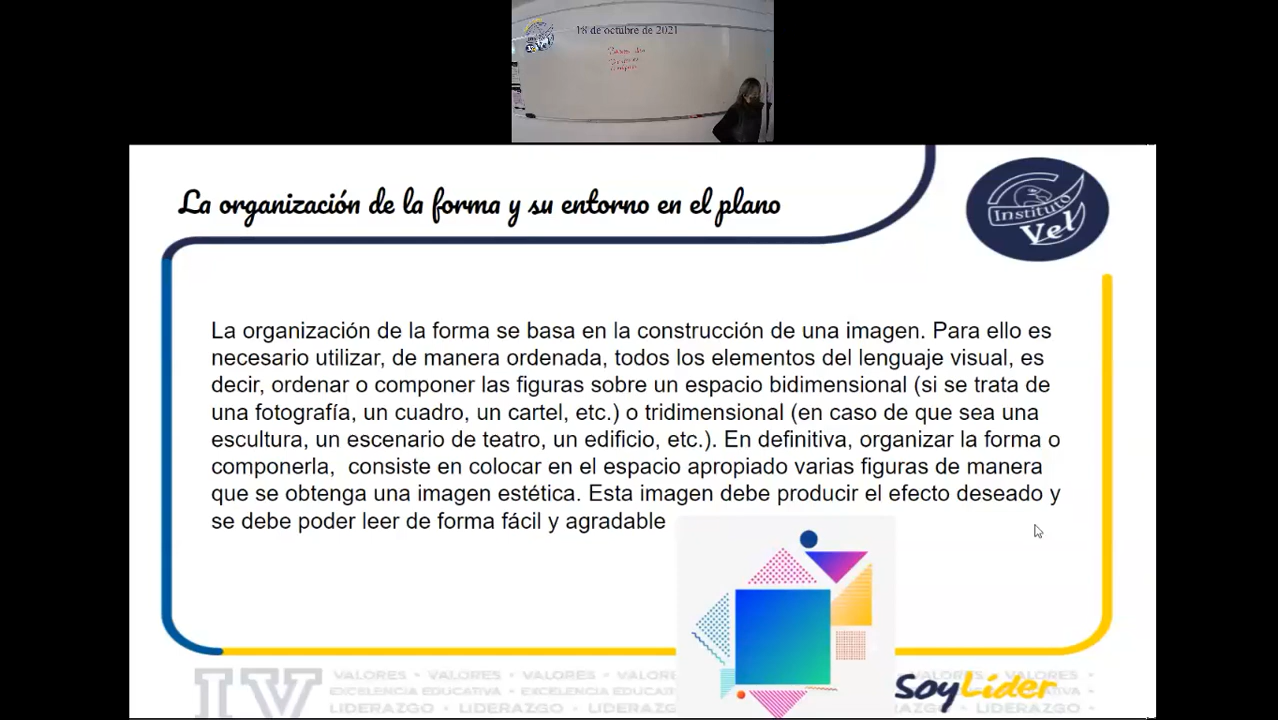 18 de octubre de 2021
La organización de la forma y su entorno en el plano
Instituto
Vel
La organización de la forma se basa en la construcción de una imagen. Para ello es
necesario utilizar, de manera ordenada, todos los elementos del lenguaje visual, es
decir, ordenar o componer las figuras sobre un espacio bidimensional (si se trata de
una fotografía, un cuadro, un cartel, etc.) o tridimensional (en caso de que sea una
escultura, un escenario de teatro, un edificio, etc.). En definitiva, organizar la forma o
componerla, consiste en colocar en el espacio apropiado varias figuras de manera
que se obtenga una imagen estética. Esta imagen debe producir el efecto deseado y
se debe poder leer de forma fácil y agradable
IV
VALORES • VALORES • VALORES • VALORES
EXCELENCIA EDUCATIVA • EXCELENCIA EDUCATI
LIDERAZGO • LIDERAZGO • LIDERAZGO • LIDE
Soy Líder